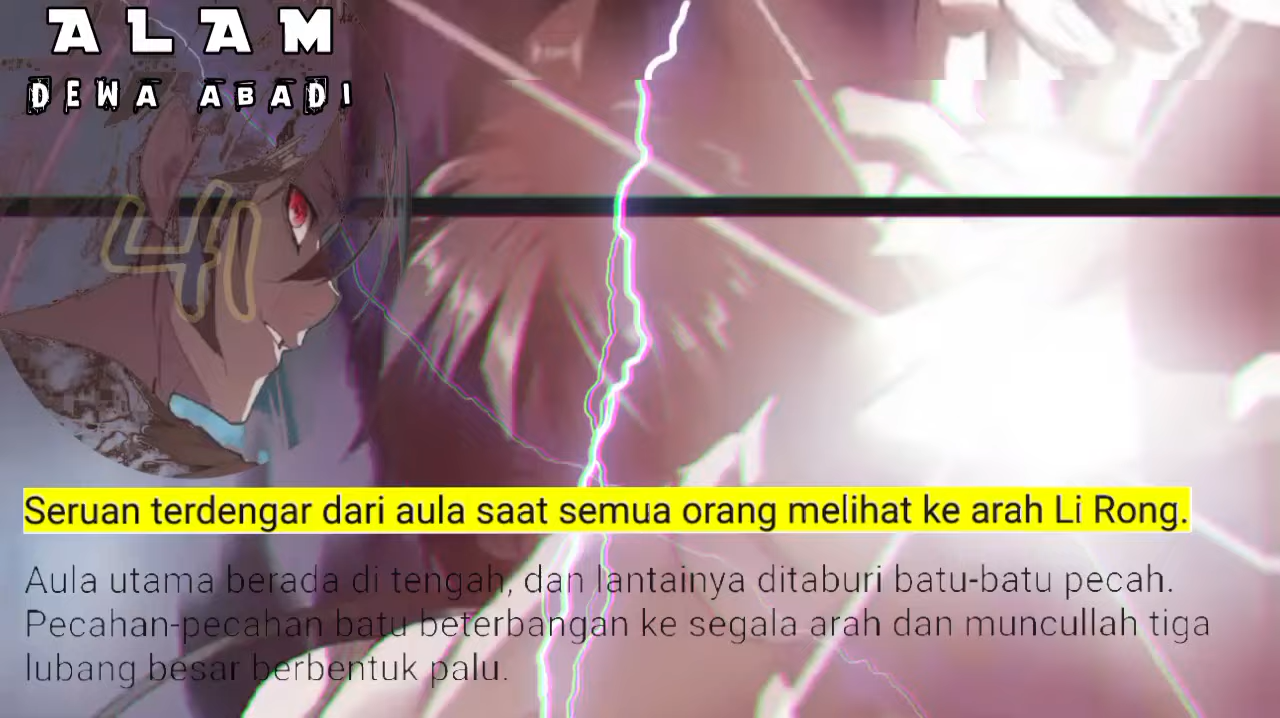 ALAM
DEWA ABADI
41
Seruan terdengar dari aula saat semua orang melihat ke arah Li Rong.
Aula utama berada di tengah, dan lantainya ditaburi batu-batu pecah.
Pecahan-pecahan batu beterbangan ke segala arah dan muncullah tiga
lubang besar berbentuk palu.